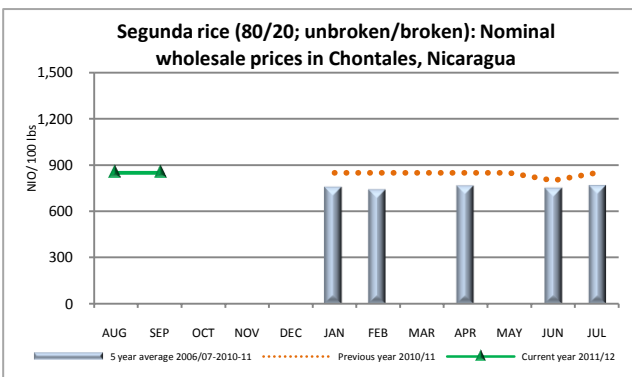 Segunda rice (80/20; unbroken/broken): Nominal
wholesale prices in Chontales, Nicaragua
1,500
1,200
900
600
300
0
NIO/ 100 lbs
AUG SEP OCT NOV DEC JAN FEB MAR APR MAY JUN JUL
5 year average 2006/07-2010-11 Previous year 2010/11 Current year 2011/12